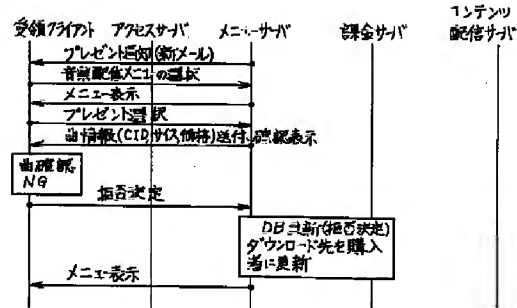 受領クライアント アクセスサーバ メニューサーバ 課金サーバ コンテンツ
配信サーバ
プレゼント通知(新メール)
音楽配信メニューの選択
メニュー表示
プレゼント選択
曲情報(CID,サイズ,価格)送付、確認表示
曲確認
NG
拒否決定
DB更新(拒否決定)
ダウンロード先を購入
者に更新
メニュー表示